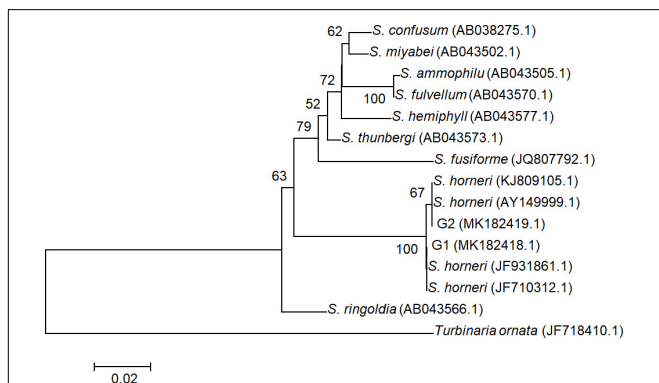 62
S. confusum (AB038275.1)
S. miyabei (AB043502.1)
72
S. ammophilu (AB043505.1)
100
S. fulvellum (AB043570.1)
52
S. hemiphyll (AB043577.1)
79
S. thunbergi (AB043573.1)
S. fusiforme (JQ807792.1)
63
S. horneri (KJ809105.1)
67
S. horneri (AY149999.1)
G2 (MK182419.1)
100
G1 (MK182418.1)
S. horneri (JF931861.1)
S. horneri (JF710312.1)
S. ringoldia (AB043566.1)
Turbinaria ornata (JF718410.1)
0.02